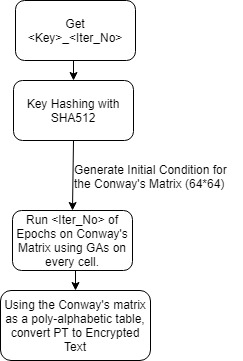 Get
<Key>_<Iter_No>
Key Hashing with
SHA512
Generate Initial Condition for
the Conway's Matrix (64*64)
Run <Iter_No> of
Epochs on Conway's
Matrix using GAs on
every cell.
Using the Conway's matrix
as a poly-alphabetic table,
convert PT to Encrypted
Text